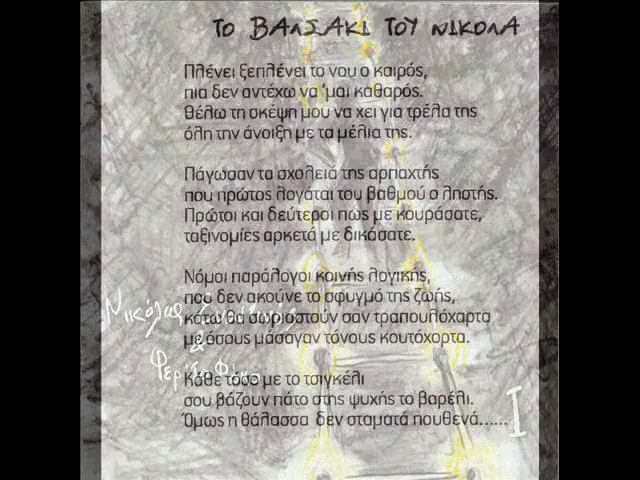 ΤΟ ΒΑΛΣΑΚΙ ΤΟΥ ΝΙΚΟΛΑ
Πλένει ξεπλένει το νου ο καιρός,
πια δεν αντέχω να 'μαι καθαρός.
Θέλω τη σκέψη μου να χει για τρέλα της
όλη την άνοιξη με τα μέλια της.
Πάγωσαν τα σχολειά της αρπαχτής
που πρώτος λογάται του βαθμού ο ληστής.
Πρώτοι και δεύτεροι πώς με κουράσατε,
ταξινομίες αρκετά με δικάσατε.
Νόμοι παράλογοι κοινής λογικής,
που δεν ακούνε το σφυγμό της ζωής,
κάτω θα σωριαστούν σαν τραπουλόχαρτα
με όσους μάσαγαν τόνους κουτόχορτα.
Νικόλας
&
Κάθε τόσο με το τσιγκέλι
σου βάζουν πάτο στης ψυχής το βαρέλι.
Όμως η θάλασσα δεν σταματά πουθενά......
I